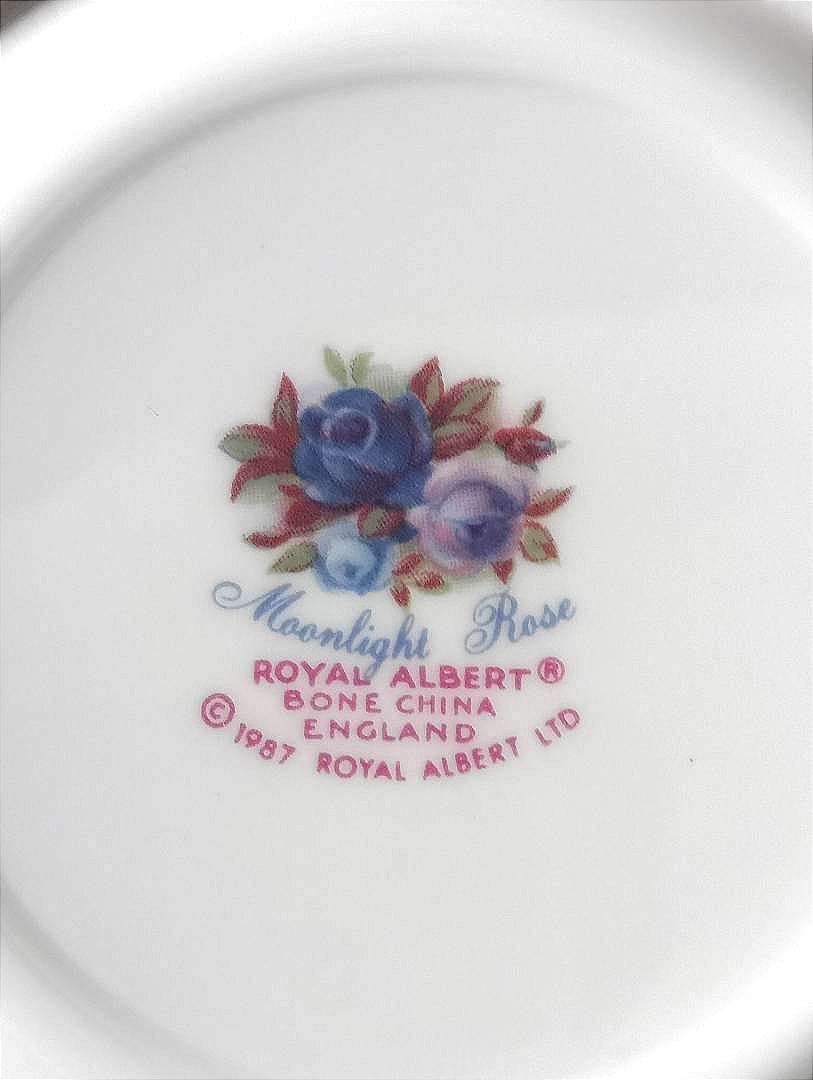 Moonlight Rose
ROYAL ALBERT®
BONE CHINA
ENGLAND
© 1987 ROYAL ALBERT LTD